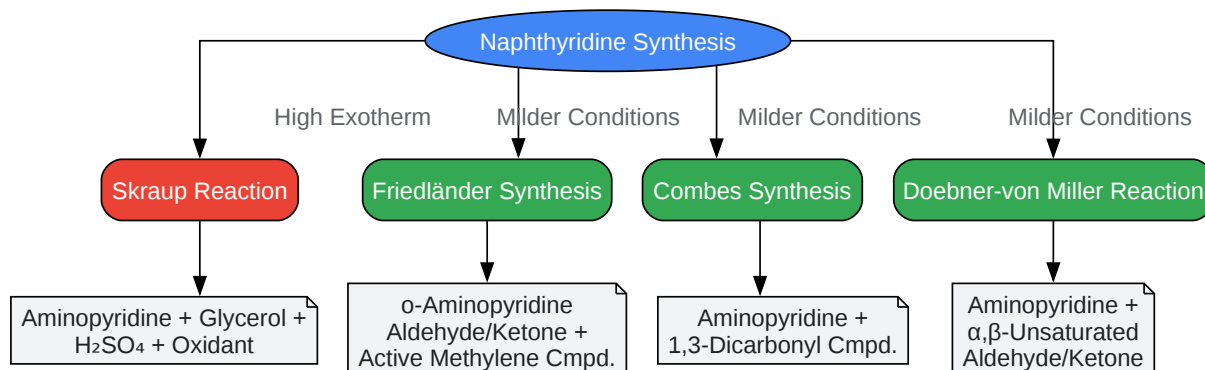 Naphthyridine Synthesis
High Exotherm
Milder Conditions
Milder Conditions
Milder Conditions
Skraup Reaction
Friedländer Synthesis
Combes Synthesis
Doebner-von Miller Reaction
Aminopyridine + Glycerol +
H₂SO₄ + Oxidant
o-Aminopyridine
Aldehyde/Ketone +
Active Methylene Cmpd.
Aminopyridine +
1,3-Dicarbonyl Cmpd.
Aminopyridine +
α,β-Unsaturated
Aldehyde/Ketone